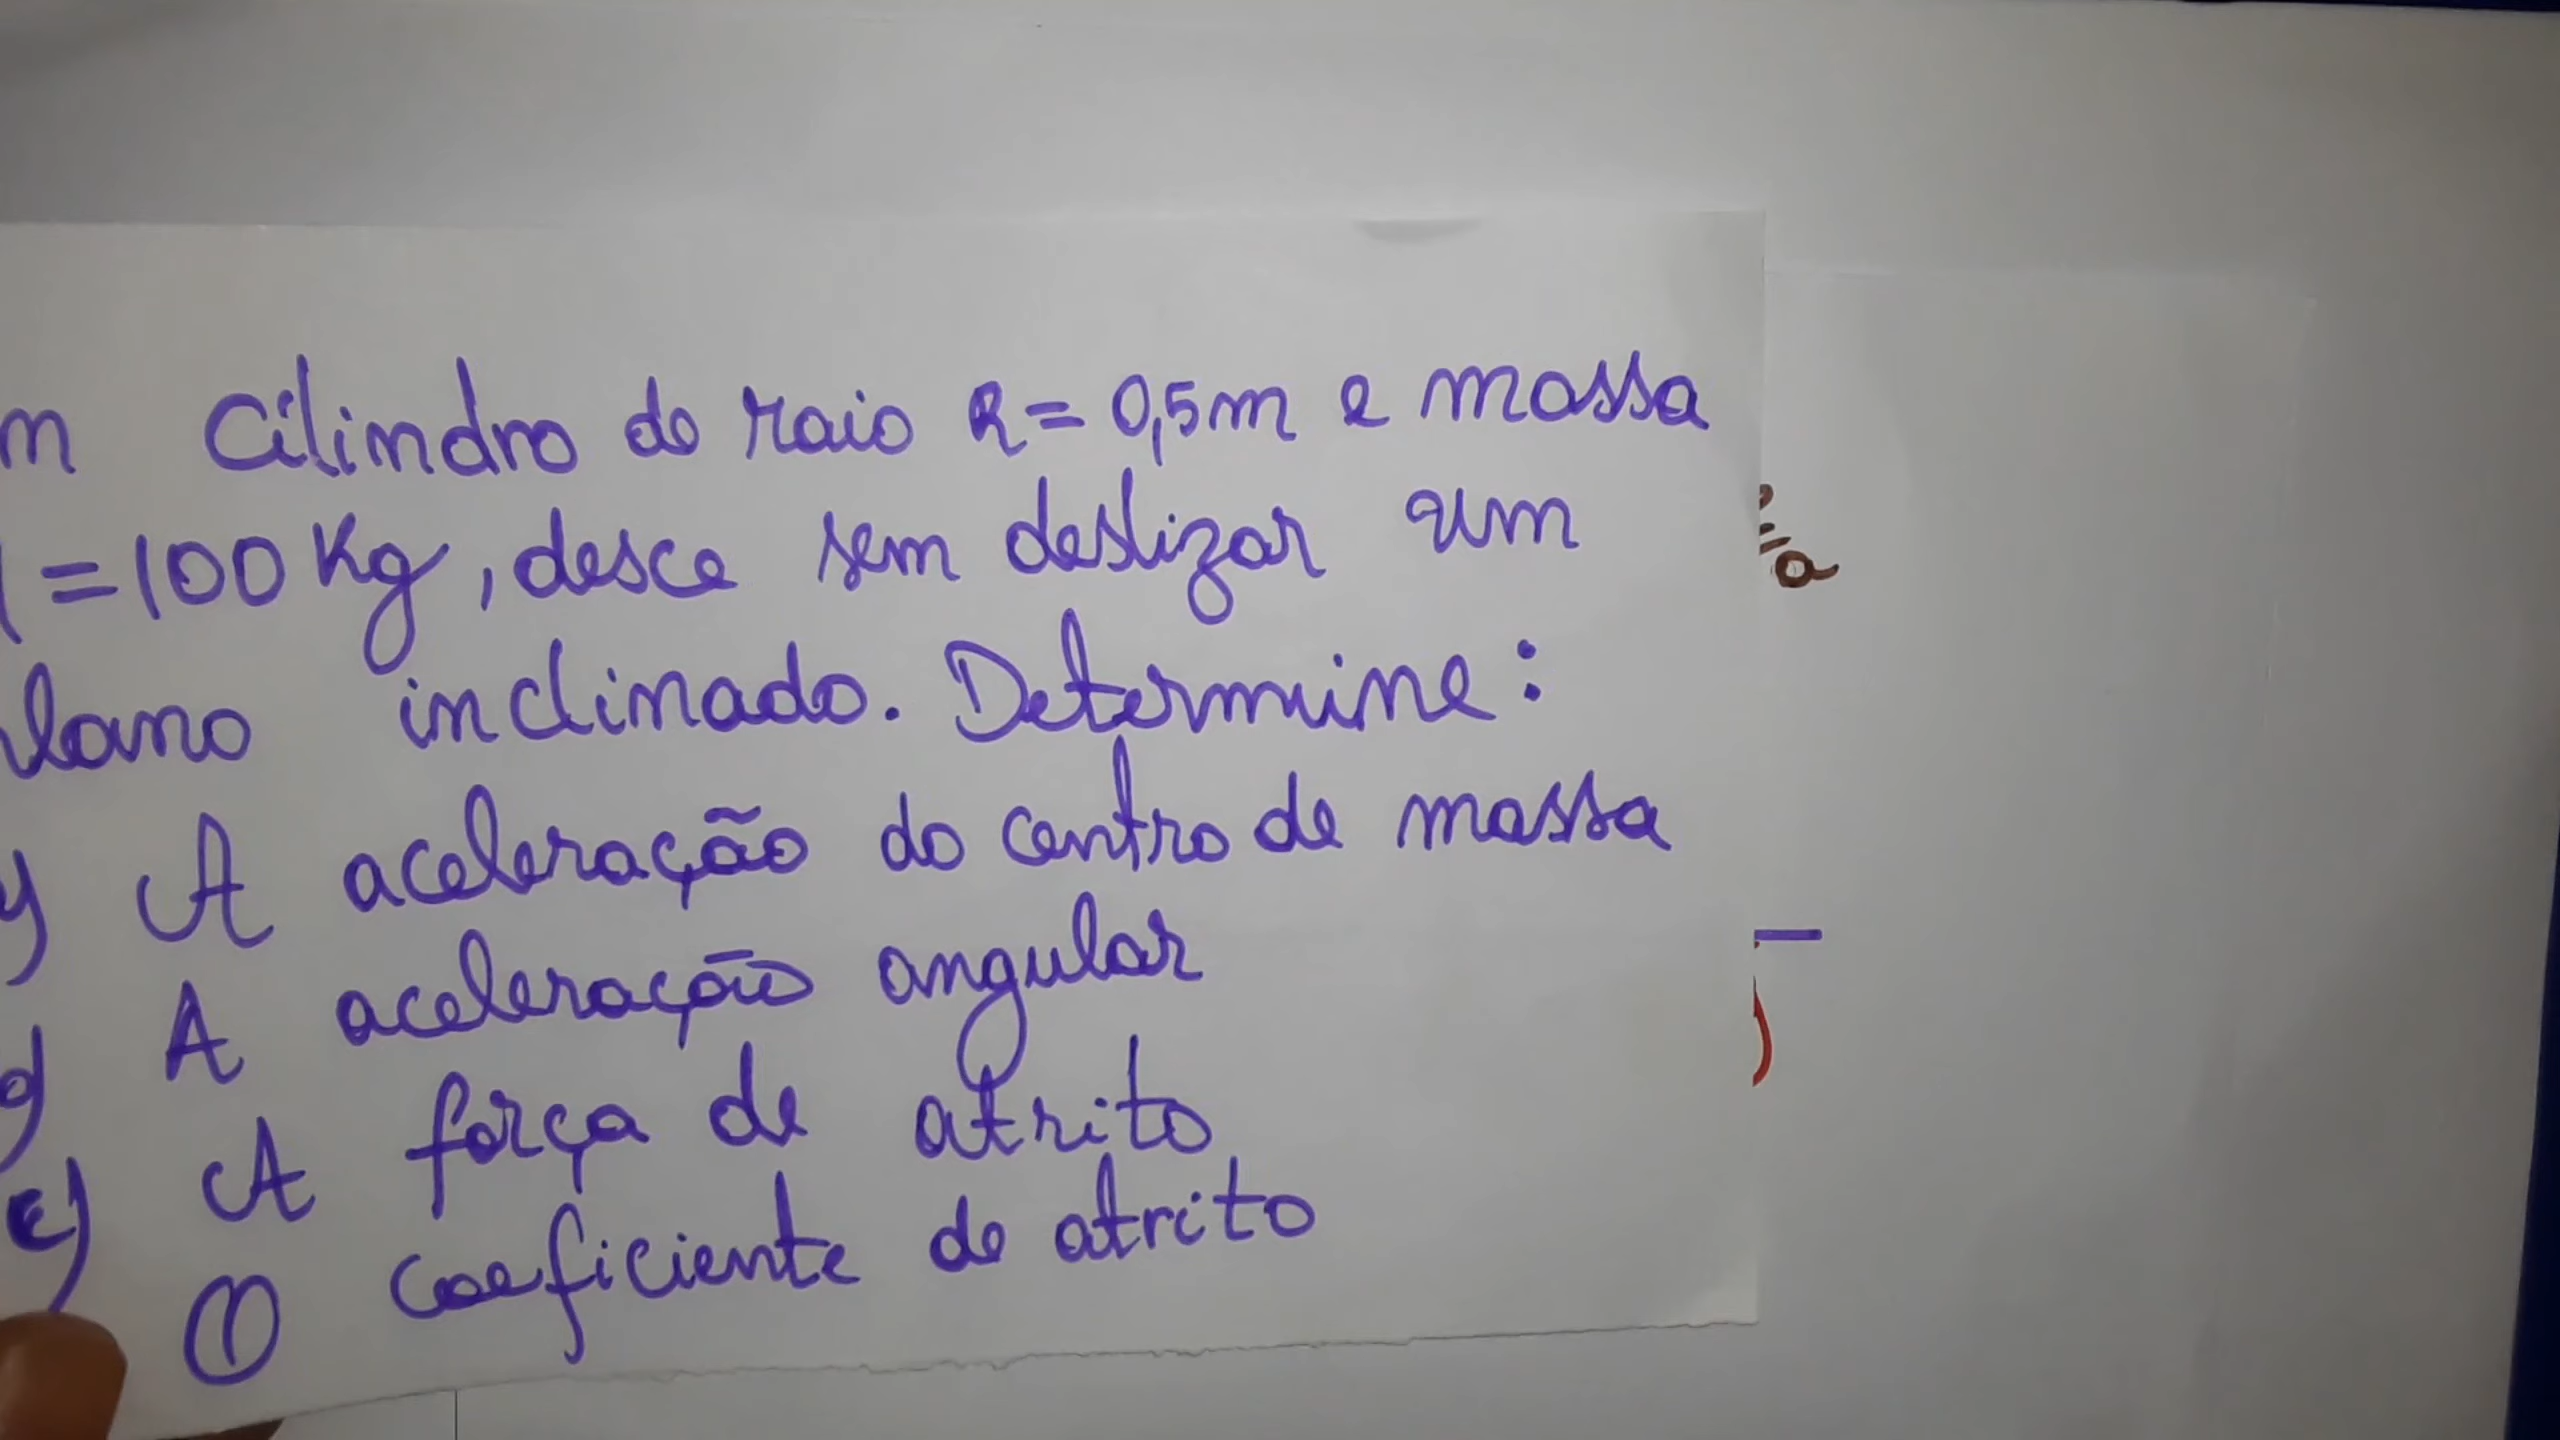 m Cilindro de raio R = 0,5m e massa
= 100 Kg, desce sem deslizar um
lano inclinado. Determine:
A aceleração do centro de massa
A aceleração angular
A força de atrito
c)
O coeficiente de atrito